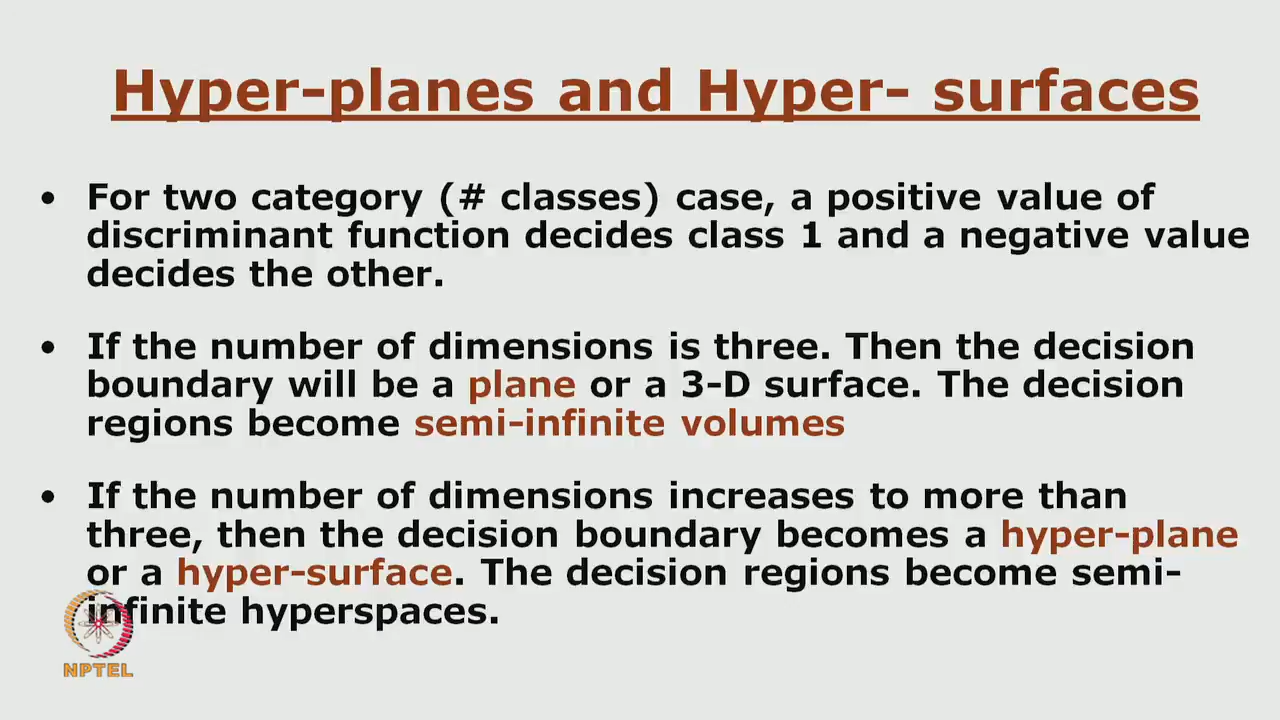 Hyper-planes and Hyper- surfaces
• For two category (# classes) case, a positive value of
discriminant function decides class 1 and a negative value
decides the other.
• If the number of dimensions is three. Then the decision
boundary will be a plane or a 3-D surface. The decision
regions become semi-infinite volumes
• If the number of dimensions increases to more than
three, then the decision boundary becomes a hyper-plane
or a hyper-surface. The decision regions become semi-
infinite hyperspaces.
NPTEL